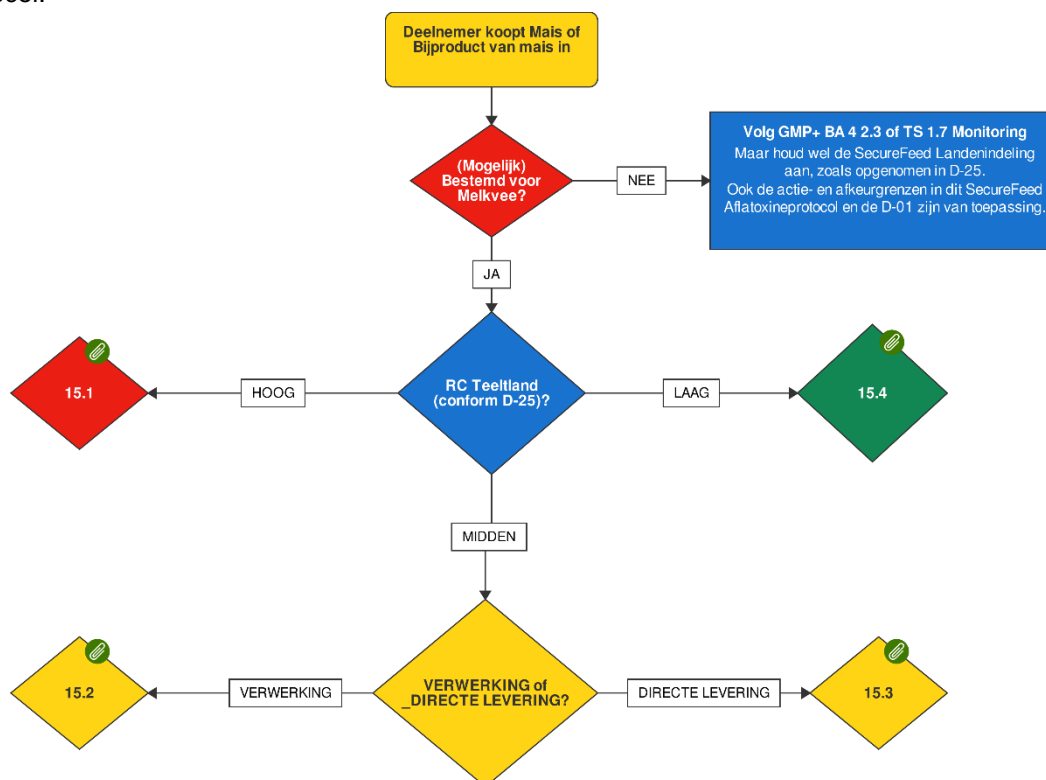 Deelnemer koopt Mais of
Bijproduct van mais in
(Mogelijk)
Bestemd voor
Melkvee?
NEE
Volg GMP+ BA 4 2.3 of TS 1.7 Monitoring
Maar houd wel de SecureFeed Landenindeling
aan, zoals opgenomen in D-25.
Ook de actie- en afkeurgrenzen in dit SecureFeed
Aflatoxineprotocol en de D-01 zijn van toepassing.
JA
15.1
HOOG
RC Teeltland
(conform D-25)?
LAAG
15.4
MIDDEN
15.2
VERWERKING
VERWERKING of
_DIRECTE LEVERING?
DIRECTE LEVERING
15.3